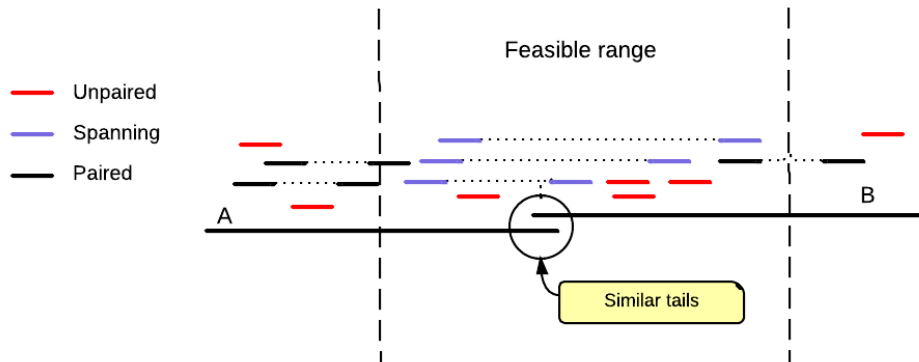 Feasible range
Unpaired
Spanning
Paired
A
B
Similar tails